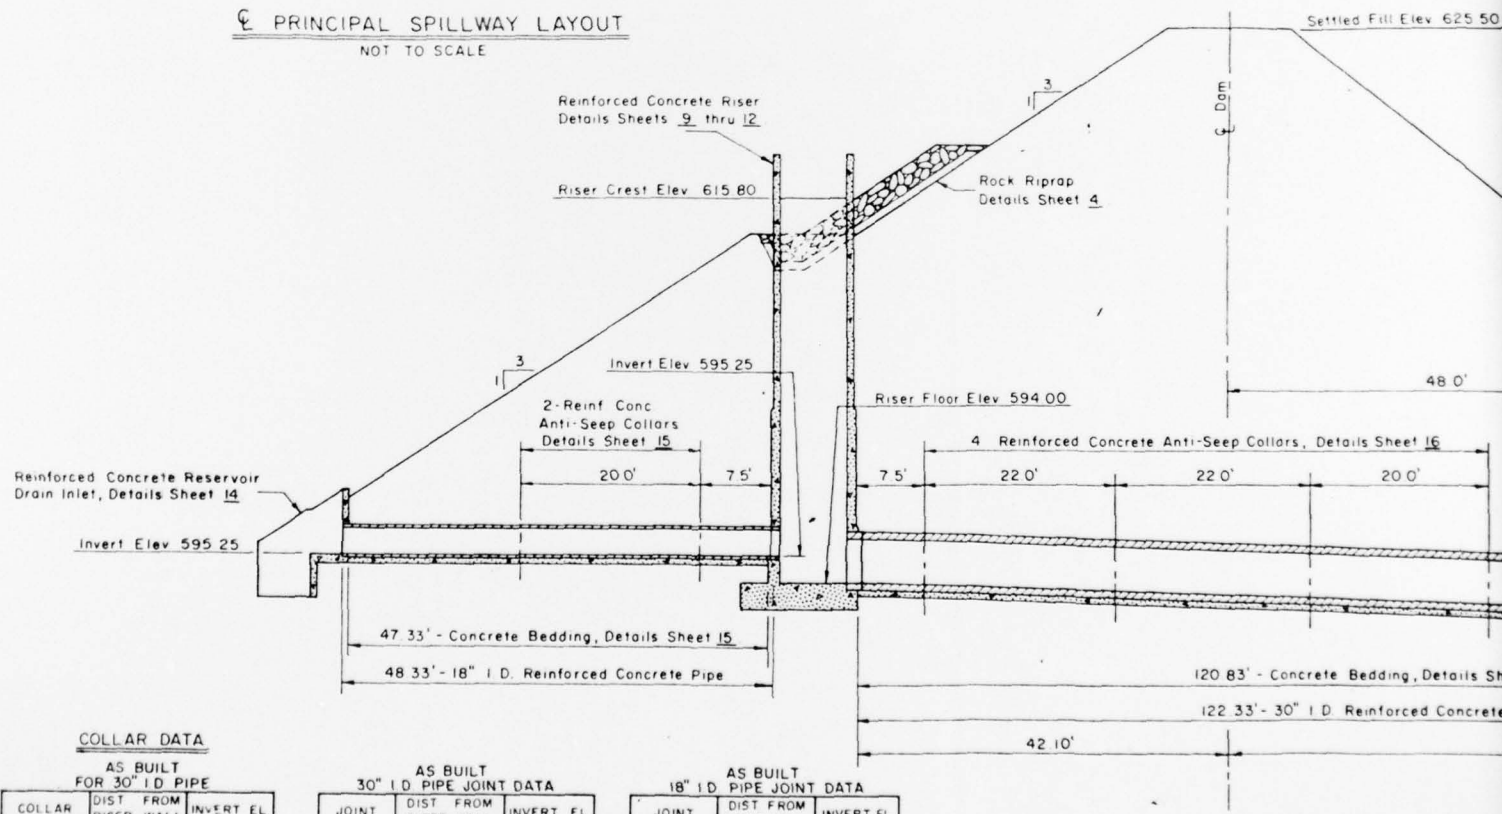 ℄ PRINCIPAL SPILLWAY LAYOUT
NOT TO SCALE
Settled Fill Elev 625.50
3
1
℄ Dam
Reinforced Concrete Riser
Details Sheets 9 thru 12
Riser Crest Elev 615.80
Rock Riprap
Details Sheet 4
3
1
Invert Elev 595.25
48.0'
2-Reinf Conc
Anti-Seep Collars
Details Sheet 15
Riser Floor Elev 594.00
4 Reinforced Concrete Anti-Seep Collars, Details Sheet 16
Reinforced Concrete Reservoir
Drain Inlet, Details Sheet 14
20.0'
7.5'
7.5'
22.0'
22.0'
20.0'
Invert Elev 595.25
47.33' - Concrete Bedding, Details Sheet 15
48.33' - 18" I.D. Reinforced Concrete Pipe
120.83' - Concrete Bedding, Details Sh
122.33' - 30" I.D. Reinforced Concrete
42.10'
COLLAR DATA
AS BUILT
FOR 30" I.D PIPE
COLLAR
DIST FROM
INVERT EL
AS BUILT
30" I.D PIPE JOINT DATA
JOINT
DIST FROM
INVERT EL
AS BUILT
18" I.D PIPE JOINT DATA
JOINT
DIST FROM
INVERT EL